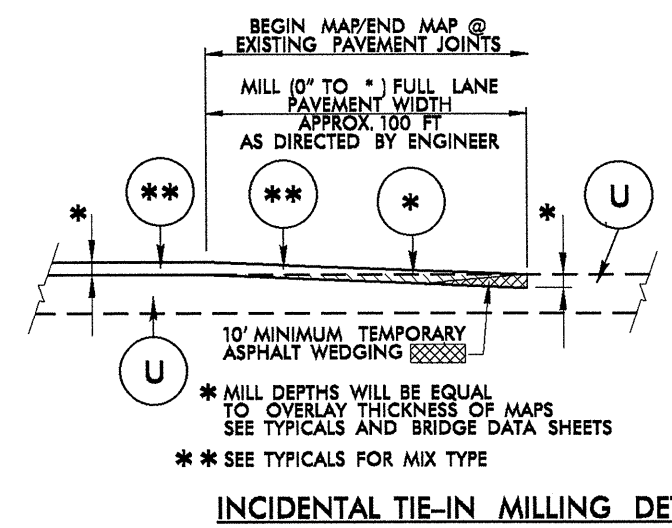 BEGIN MAP/END MAP @
EXISTING PAVEMENT JOINTS
MILL (0" TO * ) FULL LANE
PAVEMENT WIDTH
APPROX. 100 FT
AS DIRECTED BY ENGINEER
** ** * U
* *
10' MINIMUM TEMPORARY
ASPHALT WEDGING
U
* MILL DEPTHS WILL BE EQUAL
TO OVERLAY THICKNESS OF MAPS
SEE TYPICALS AND BRIDGE DATA SHEETS
** SEE TYPICALS FOR MIX TYPE
INCIDENTAL TIE-IN MILLING